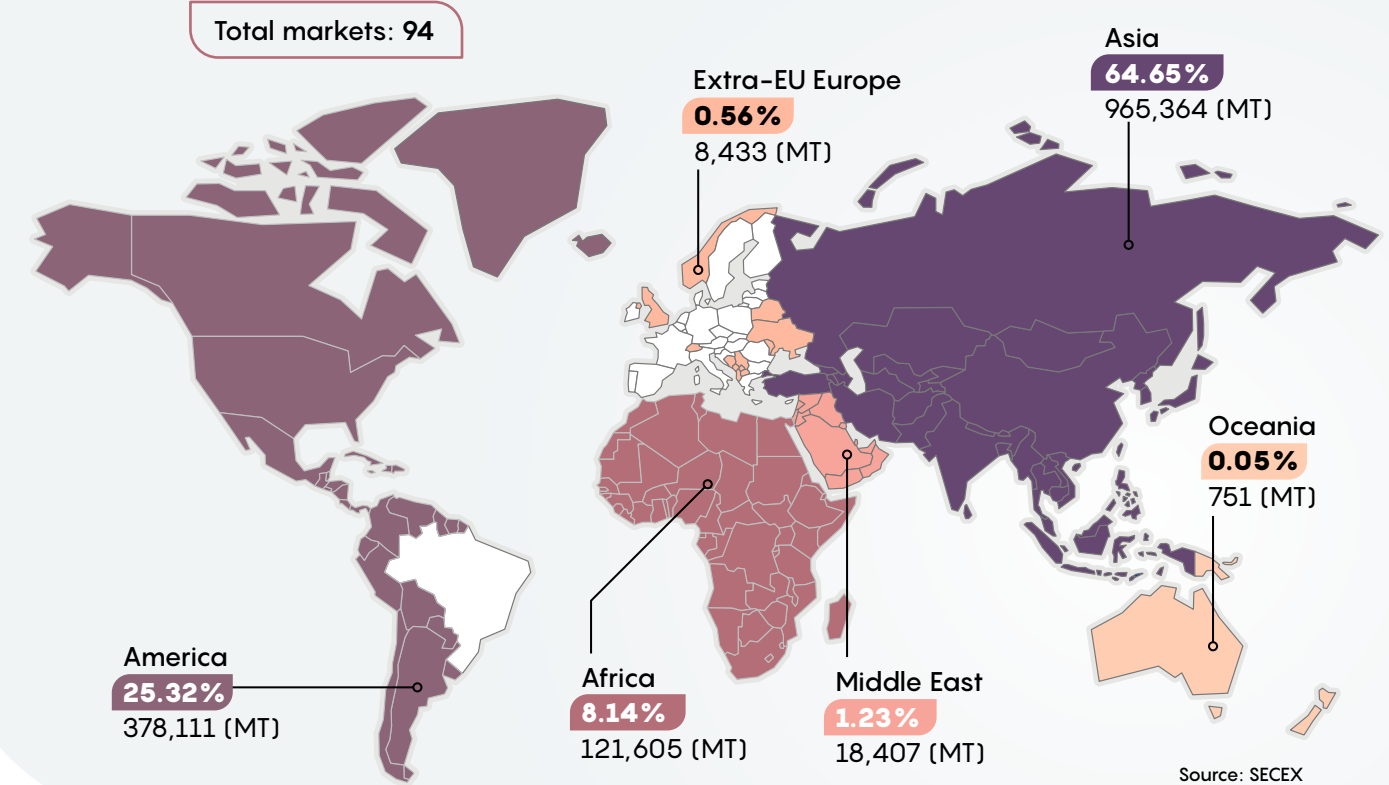 Total markets: 94
Asia
64.65%
965,364 (MT)
Extra-EU Europe
0.56%
8,433 (MT)
Oceania
0.05%
751 (MT)
America
25.32%
378,111 (MT)
Africa
8.14%
121,605 (MT)
Middle East
1.23%
18,407 (MT)
Source: SECEX